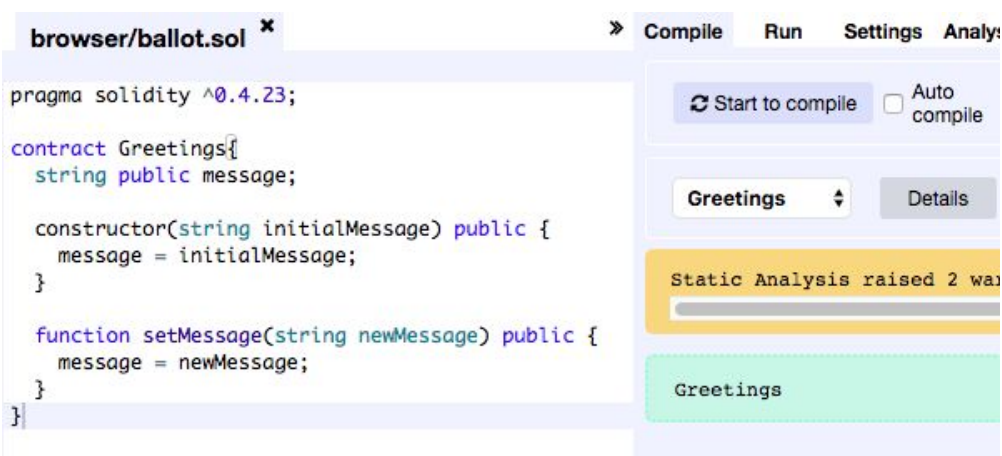 browser/ballot.sol ✖ » Compile Run Settings
pragma solidity ^0.4.23;
contract Greetings{
string public message;
constructor(string initialMessage) public {
message = initialMessage;
}
function setMessage(string newMessage) public {
message = newMessage;
}
}
Start to compile
Auto
compile
Greetings
Details
Static Analysis raised 2
Greetings